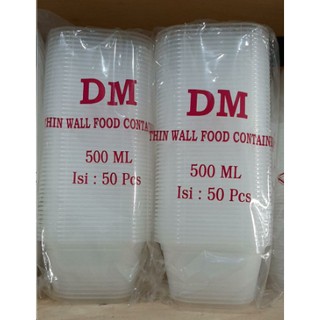 DM
THIN WALL FOOD CONTA
500 ML
Isi : 50 Pcs
DM
THIN WALL FOOD CONTAIN
500 ML
Isi : 50 Pcs